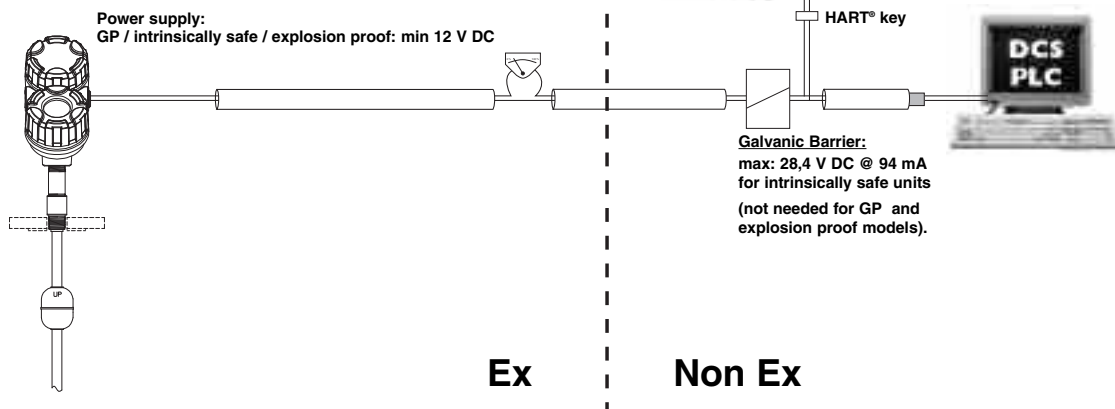 Power supply:
GP / intrinsically safe / explosion proof: min 12 V DC
HART® key
DCS
PLC
Galvanic Barrier:
max: 28,4 V DC @ 94 mA
for intrinsically safe units
(not needed for GP and
explosion proof models).
UP
Ex
Non Ex